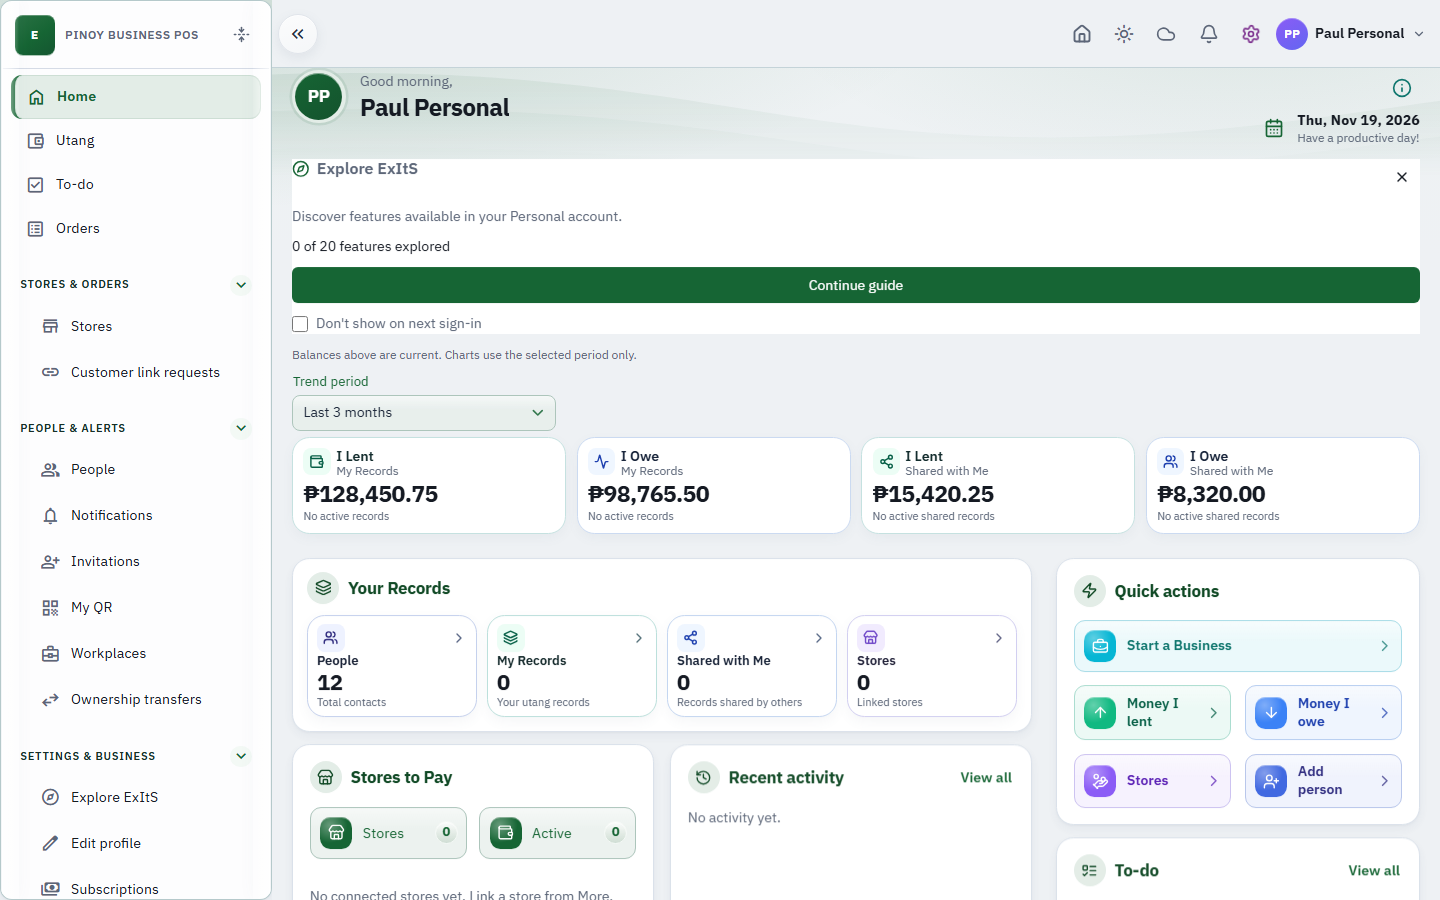 E
PINOY BUSINESS POS
Home
Utang
To-do
Orders
STORES & ORDERS
Stores
Customer link requests
PEOPLE & ALERTS
People
Notifications
Invitations
My QR
Workplaces
Ownership transfers
SETTINGS & BUSINESS
Explore ExItS
Edit profile
Subscriptions
PP
Paul Personal
PP
Good morning,
Paul Personal
Thu, Nov 19, 2026
Have a productive day!
Explore ExItS
Discover features available in your Personal account.
0 of 20 features explored
Continue guide
Don't show on next sign-in
Balances above are current. Charts use the selected period only.
Trend period
Last 3 months
I Lent
My Records
₱128,450.75
No active records
I Owe
My Records
₱98,765.50
No active records
I Lent
Shared with Me
₱15,420.25
No active shared records
I Owe
Shared with Me
₱8,320.00
No active shared records
Your Records
People
12
Total contacts
My Records
0
Your utang records
Shared with Me
0
Records shared by others
Stores
0
Linked stores
Quick actions
Start a Business
Money I
lent
Money I
owe
Stores
Add
person
Stores to Pay
Stores
0
Active
0
No connected stores yet. Link a store from More.
Recent activity
View all
No activity yet.
To-do
View all